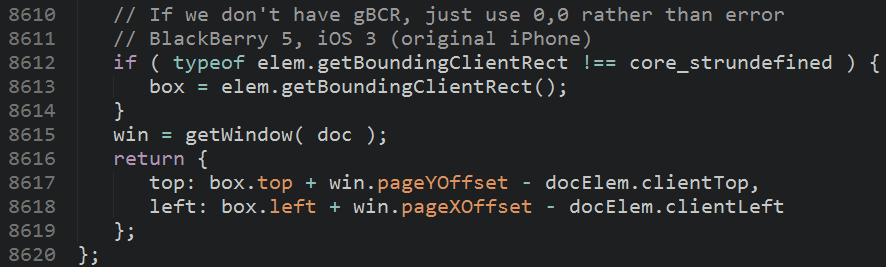 8610 // If we don't have gBCR, just use 0,0 rather than error
8611 // BlackBerry 5, iOS 3 (original iPhone)
8612 if ( typeof elem.getBoundingClientRect !== core_strundefined ) {
8613 box = elem.getBoundingClientRect();
8614 }
8615 win = getWindow( doc );
8616 return {
8617 top: box.top + win.pageYOffset - docElem.clientTop,
8618 left: box.left + win.pageXOffset - docElem.clientLeft
8619 };
8620 };